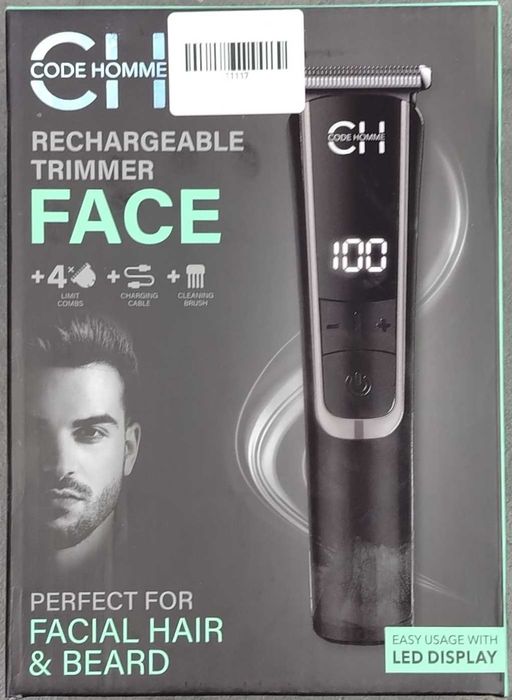 CH
CODE HOMME
RECHARGEABLE
TRIMMER
FACE
+4x
LIMIT
COMBS
+
CHARGING
CABLE
+
CLEANING
BRUSH
CH
CODE HOMME
100
- +
PERFECT FOR
FACIAL HAIR
& BEARD
EASY USAGE WITH
LED DISPLAY